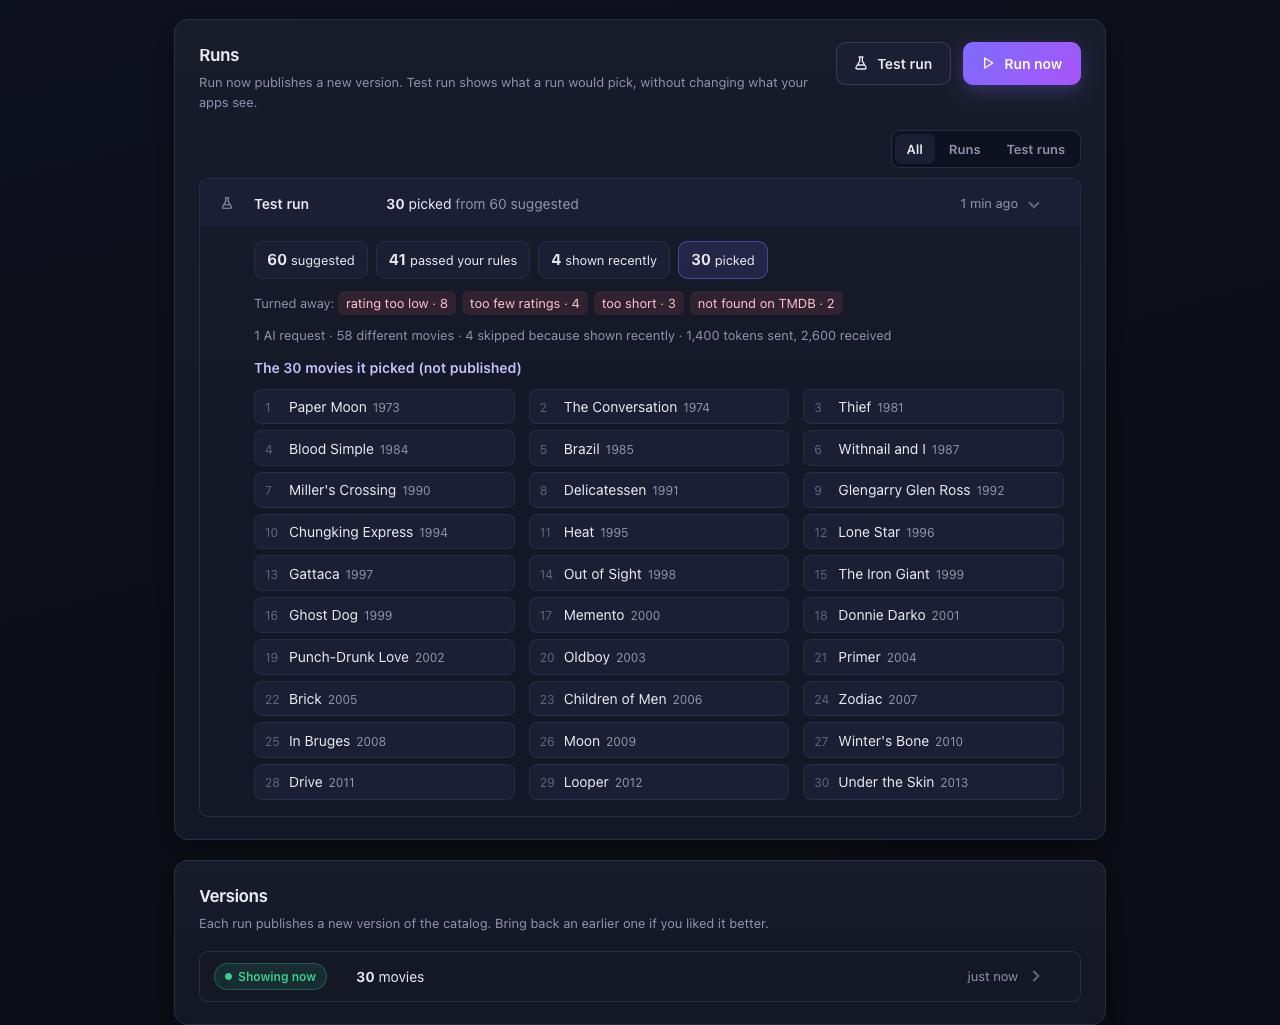 Runs
Run now publishes a new version. Test run shows what a run would pick, without changing what your
apps see.
Test run
Run now
All
Runs
Test runs
Test run
30 picked from 60 suggested
1 min ago
60 suggested
41 passed your rules
4 shown recently
30 picked
Turned away: rating too low · 8 too few ratings · 4 too short · 3 not found on TMDB · 2
1 AI request · 58 different movies · 4 skipped because shown recently · 1,400 tokens sent, 2,600 received
The 30 movies it picked (not published)
1 Paper Moon 1973
2 The Conversation 1974
3 Thief 1981
4 Blood Simple 1984
5 Brazil 1985
6 Withnail and I 1987
7 Miller's Crossing 1990
8 Delicatessen 1991
9 Glengarry Glen Ross 1992
10 Chungking Express 1994
11 Heat 1995
12 Lone Star 1996
13 Gattaca 1997
14 Out of Sight 1998
15 The Iron Giant 1999
16 Ghost Dog 1999
17 Memento 2000
18 Donnie Darko 2001
19 Punch-Drunk Love 2002
20 Oldboy 2003
21 Primer 2004
22 Brick 2005
23 Children of Men 2006
24 Zodiac 2007
25 In Bruges 2008
26 Moon 2009
27 Winter's Bone 2010
28 Drive 2011
29 Looper 2012
30 Under the Skin 2013
Versions
Each run publishes a new version of the catalog. Bring back an earlier one if you liked it better.
Showing now
30 movies
just now